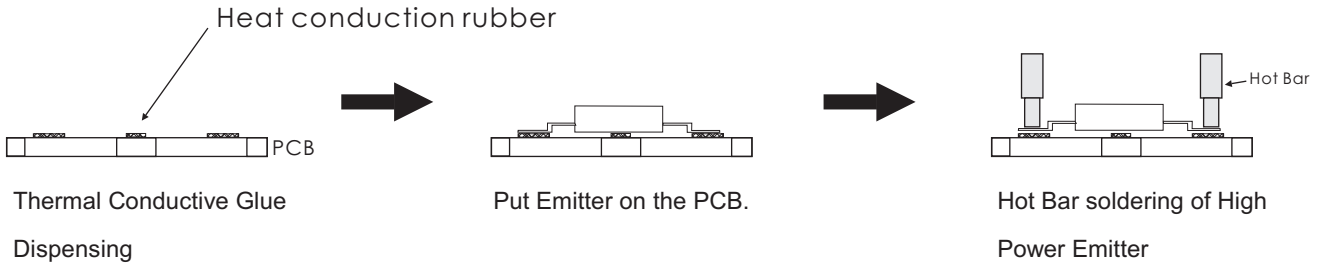 Heat conduction rubber
Hot Bar
PCB
Thermal Conductive Glue
Dispensing
Put Emitter on the PCB.
Hot Bar soldering of High
Power Emitter